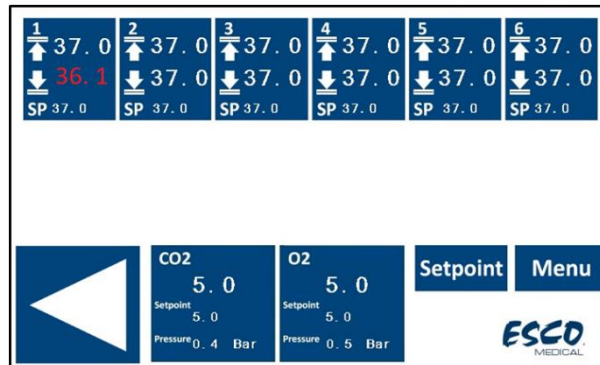 1 2 3 4 5 6
37.0 37.0 37.0 37.0 37.0 37.0
36.1 37.0 37.0 37.0 37.0 37.0
SP 37.0 SP 37.0 SP 37.0 SP 37.0 SP 37.0 SP 37.0
CO2 O2
5.0 5.0 Setpoint Menu
Setpoint Setpoint
5.0 5.0
Pressure 0.4 Bar Pressure 0.5 Bar
ESCO
MEDICAL